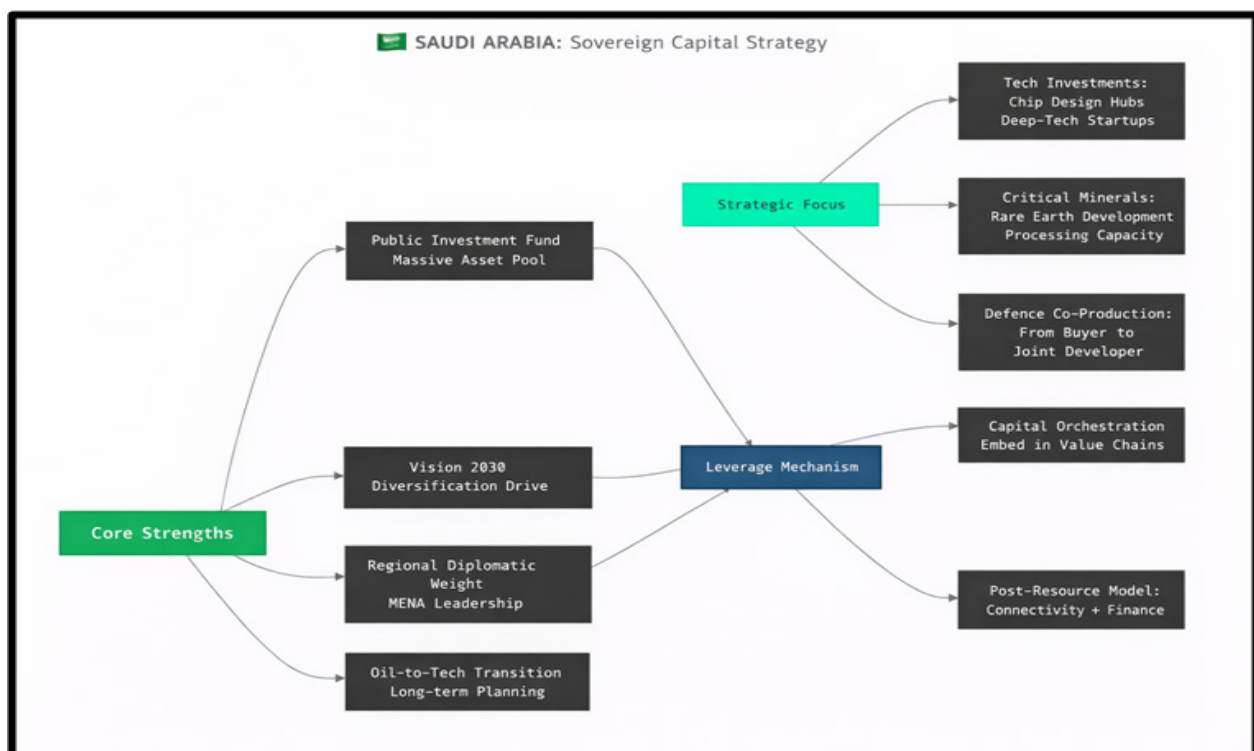 SAUDI ARABIA: Sovereign Capital Strategy
Core Strengths
Public Investment Fund
Massive Asset Pool
Vision 2030
Diversification Drive
Regional Diplomatic
Weight
MENA Leadership
Oil-to-Tech Transition
Long-term Planning
Leverage Mechanism
Strategic Focus
Tech Investments:
Chip Design Hubs
Deep-Tech Startups
Critical Minerals:
Rare Earth Development
Processing Capacity
Defence Co-Production:
From Buyer to
Joint Developer
Capital Orchestration
Embed in Value Chains
Post-Resource Model:
Connectivity + Finance